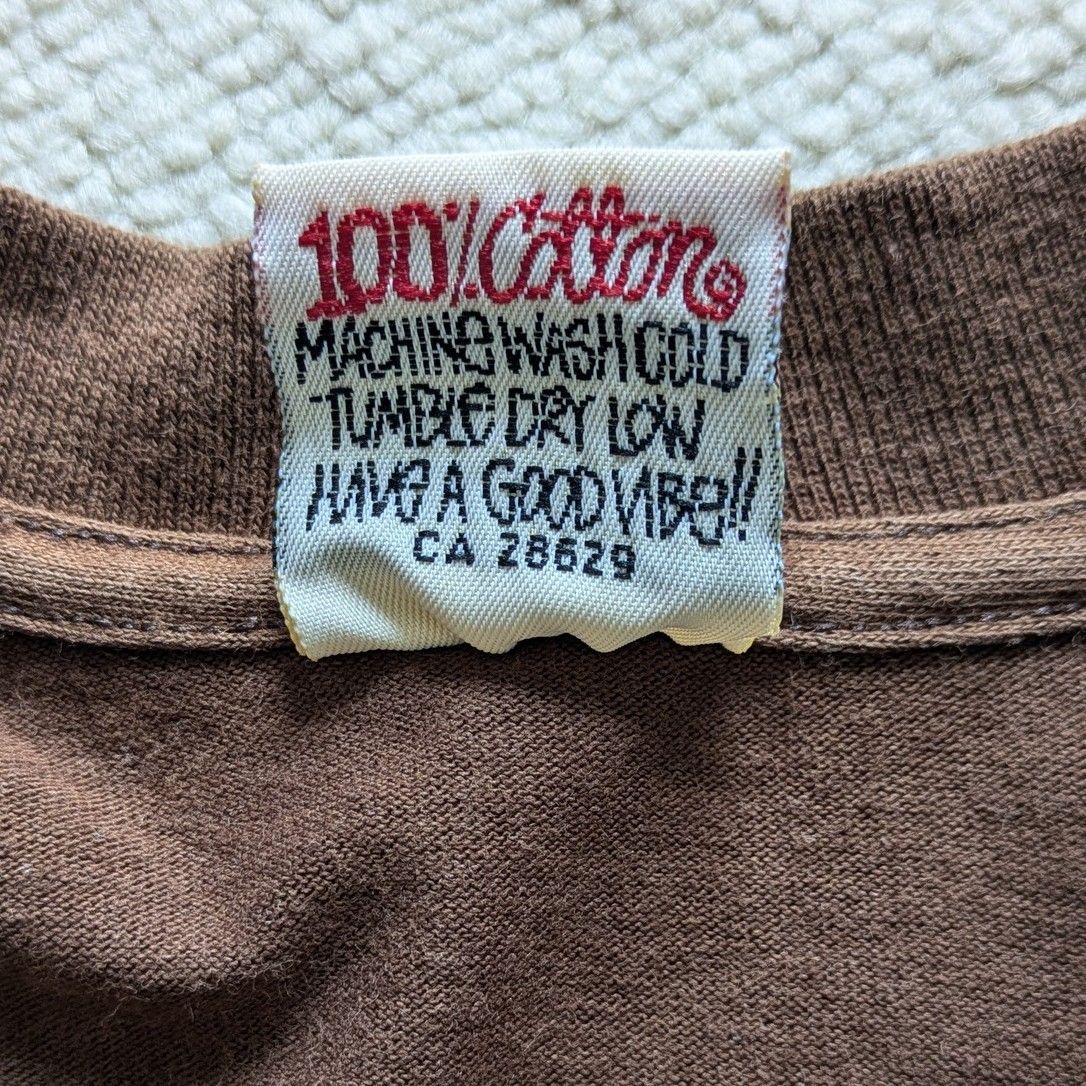 100% Cotton
MACHINE WASH COLD
TUMBLE DRY LOW
HAVE A GOOD VIBE!!
CA 28629